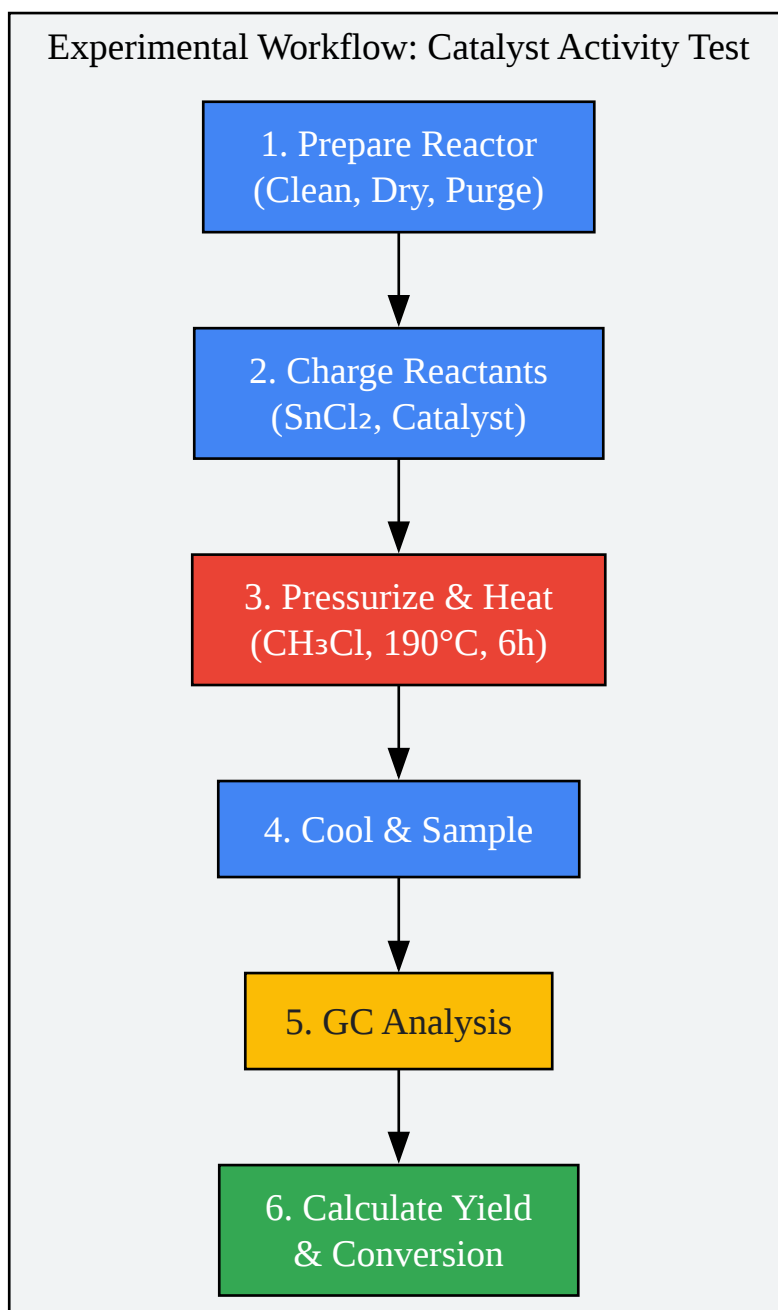 Experimental Workflow: Catalyst Activity Test
1. Prepare Reactor
(Clean, Dry, Purge)
2. Charge Reactants
(SnCl₂, Catalyst)
3. Pressurize & Heat
(CH₃Cl, 190°C, 6h)
4. Cool & Sample
5. GC Analysis
6. Calculate Yield
& Conversion